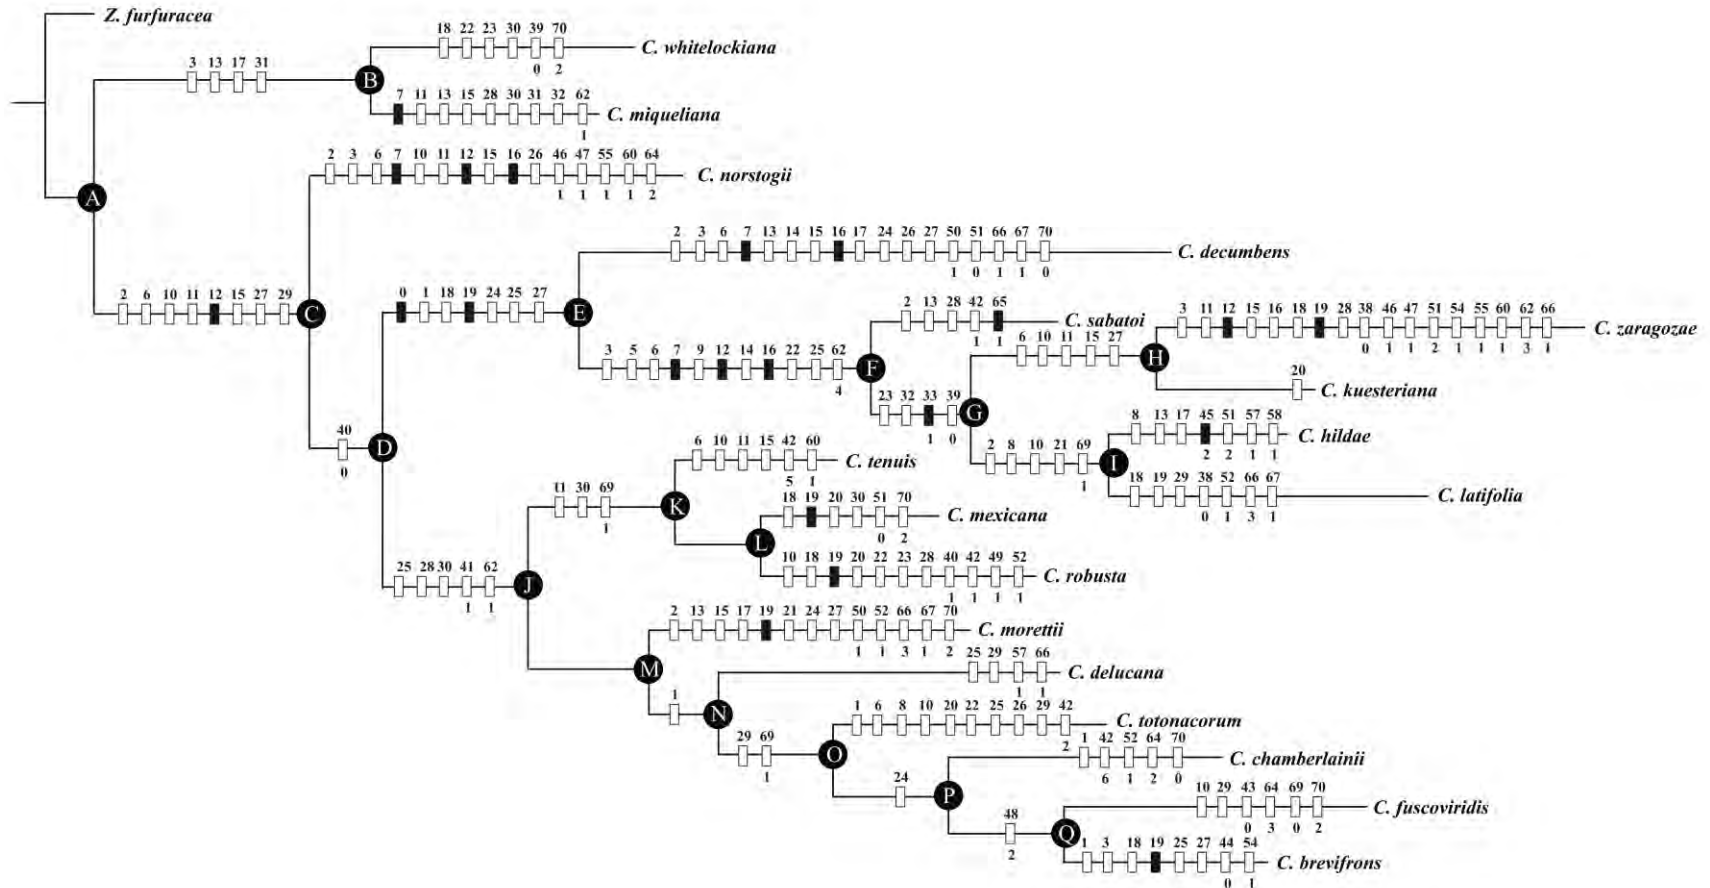 Z. furfuracea
18 22 23 30 39 70
C. whitelockiana
0 2
3 13 17 31
B
7 11 13 15 28 30 31 32 62
C. miqueliana
1
2 3 6 7 10 11 12 15 16 26 46 47 55 60 64
C. norstogii
1 1 1 1 2
A
2 3 6 7 13 14 15 16 17 24 26 27 50 51 66 67 70
C. decumbens
1 0 1 1 0
2 6 10 11 12 15 27 29
C
0 1 18 19 24 25 27
E
2 13 28 42 65
C. sabatoi
1 1
3 11 12 15 16 18 19 28 38 46 47 51 54 55 60 62 66
C. zaragozae
0 1 1 2 1 1 1 3 1
6 10 11 15 27
H
3 5 6 7 9 12 14 16 22 25 62
F
4
20
C. kuesteriana
23 32 33 39
G
1 0
8 13 17 45 51 57 58
C. hildae
2 2 1 1
40
D
0
2 8 10 21 69
I
1
6 10 11 15 42 60
C. tenuis
5 1
18 19 29 38 52 66 67
C. latifolia
0 1 3 1
11 30 69
K
1
18 19 20 30 51 70
C. mexicana
0 2
L
10 18 19 20 22 23 28 40 42 49 52
C. robusta
1 1 1 1
25 28 30 41 62
J
1 1
2 13 15 17 19 21 24 27 50 52 66 67 70
C. morettii
1 1 3 1 2
M
25 29 57 66
C. delucana
1 1
1
N
1 6 8 10 20 22 25 26 29 42
C. totonacorum
2
29 69
O
1
1 42 52 64 70
C. chamberlainii
6 1 2 0
24
P
10 29 43 64 69 70
C. fuscoviridis
0 3 0 2
48
Q
2
1 3 18 19 25 27 44 54
C. brevifrons
0 1